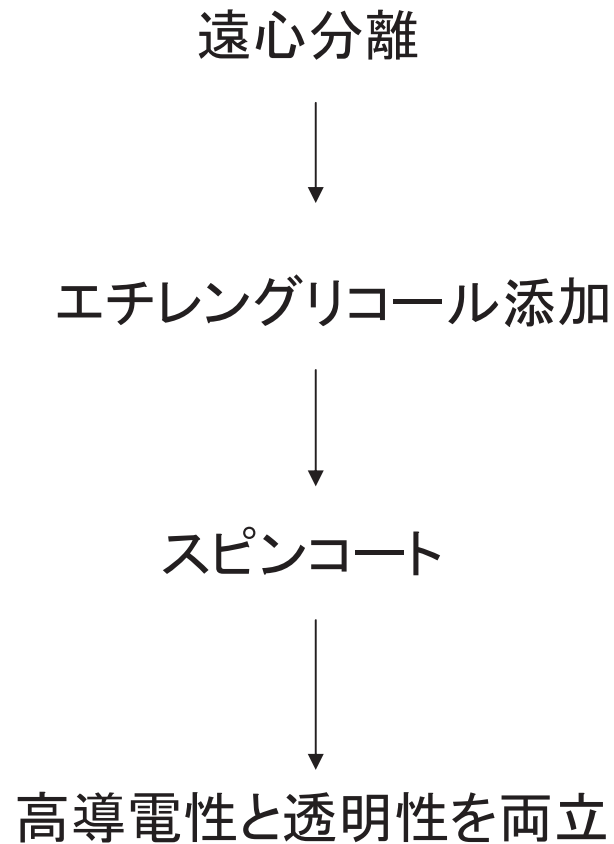 遠心分離
エチレングリコール添加
スピンコート
高導電性と透明性を両立